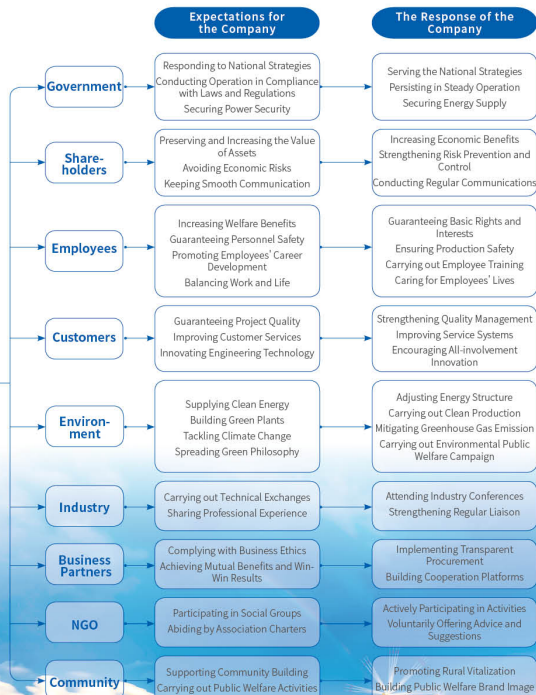 Expectations for
the Company
The Response of the
Company
Government
Responding to National Strategies
Conducting Operation in Compliance
with Laws and Regulations
Securing Power Security
Serving the National Strategies
Persisting in Steady Operation
Securing Energy Supply
Share-
holders
Preserving and Increasing the Value
of Assets
Avoiding Economic Risks
Keeping Smooth Communication
Increasing Economic Benefits
Strengthening Risk Prevention and
Control
Conducting Regular Communications
Employees
Increasing Welfare Benefits
Guaranteeing Personnel Safety
Promoting Employees' Career
Development
Balancing Work and Life
Guaranteeing Basic Rights and
Interests
Ensuring Production Safety
Carrying out Employee Training
Caring for Employees' Lives
Customers
Guaranteeing Project Quality
Improving Customer Services
Innovating Engineering Technology
Strengthening Quality Management
Improving Service Systems
Encouraging All-involvement
Innovation
Environ-
ment
Supplying Clean Energy
Building Green Plants
Tackling Climate Change
Spreading Green Philosophy
Adjusting Energy Structure
Carrying out Clean Production
Mitigating Greenhouse Gas Emission
Carrying out Environmental Public
Welfare Campaign
Industry
Carrying out Technical Exchanges
Sharing Professional Experience
Attending Industry Conferences
Strengthening Regular Liaison
Business
Partners
Complying with Business Ethics
Achieving Mutual Benefits and Win-
Win Results
Implementing Transparent
Procurement
Building Cooperation Platforms
NGO
Participating in Social Groups
Abiding by Association Charters
Actively Participating in Activities
Voluntarily Offering Advice and
Suggestions
Community
Supporting Community Building
Carrying out Public Welfare Activities
Promoting Rural Vitalization
Building Public Welfare Brand Image